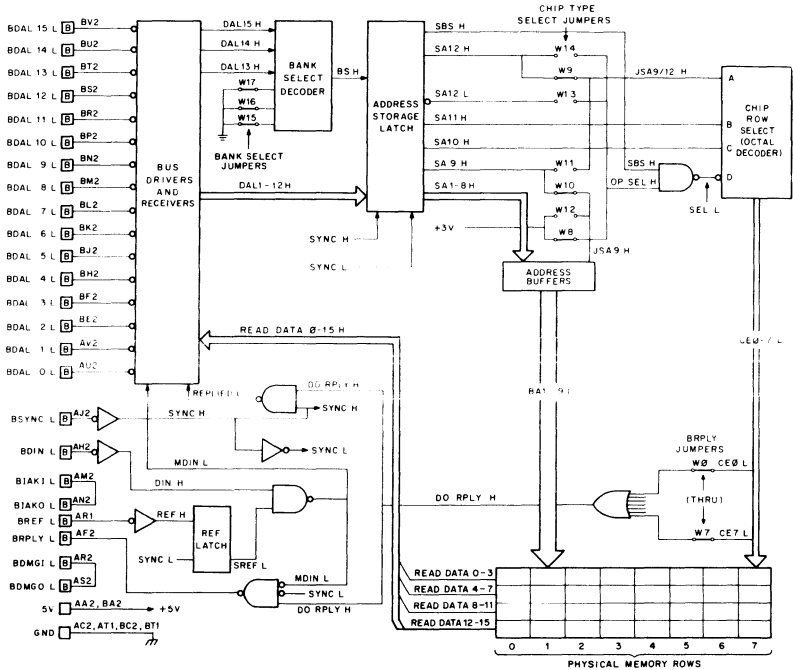 BDAL 15 L B BV2
BDAL 14 L B BU2
BDAL 13 L B BT2
BDAL 12 L B BS2
BDAL 11 L B BR2
BDAL 10 L B BP2
BDAL 9 L B BN2
BDAL 8 L B BM2
BDAL 7 L B BL2
BDAL 6 L B BK2
BDAL 5 L B BJ2
BDAL 4 L B BH2
BDAL 3 L B BF2
BDAL 2 L B BE2
BDAL 1 L B AV2
BDAL 0 L B AU2
BUS
DRIVERS
AND
RECEIVERS
DAL15 H
DAL14 H
DAL13 H
W17
W16
W15
BANK SELECT
JUMPERS
DAL1-12H
BANK
SELECT
DECODER
BS H
ADDRESS
STORAGE
LATCH
SYNC H
SYNC L
CHIP TYPE
SELECT JUMPERS
SBS H
SA12 H
SA12 L
SA11 H
SA10 H
SA 9 H
SA1-8H
+3V
W14
W9
W13
W11
W10
W12
W8
JSA9/12 H
JSA9 H
SBS H
OP SEL H
SEL L
A
B
C
D
CHIP
ROW
SELECT
(OCTAL
DECODER)
ADDRESS
BUFFERS
READ DATA 0-15 H
REPLIED L
DO RPLY H
BSYNC L B AJ2
SYNC H
SYNC H
SYNC L
BDIN L B AH2
MDIN L
DIN H
BIAKI L B AM2
BIAKO L B AN2
BREF L B AR1
REF H
REF
LATCH
SYNC L
SREF L
BRPLY L B AF2
BDMGI L B AR2
BDMGO L B AS2
MDIN L
SYNC L
DO RPLY H
5V AA2, BA2 +5V
GND AC2, AT1, BC2, BT1
DO RPLY H
BRPLY
JUMPERS
W0 CE0 L
(THRU)
W7 CE7 L
READ DATA 0-3
READ DATA 4-7
READ DATA 8-11
READ DATA 12-15
0 1 2 3 4 5 6 7
PHYSICAL MEMORY ROWS